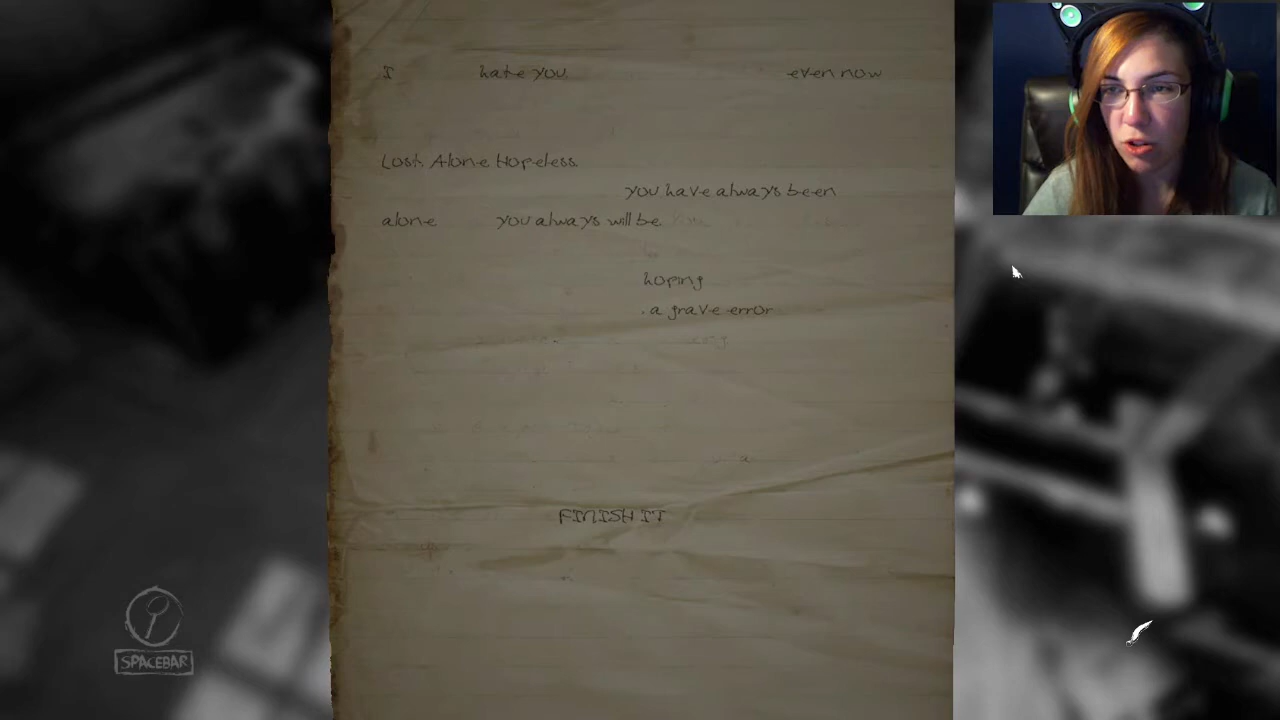 I hate you even now
Lost. Alone. Hopeless.
you have always been
alone you always will be
hoping
. a grave error
a
FINISH IT
SPACEBAR